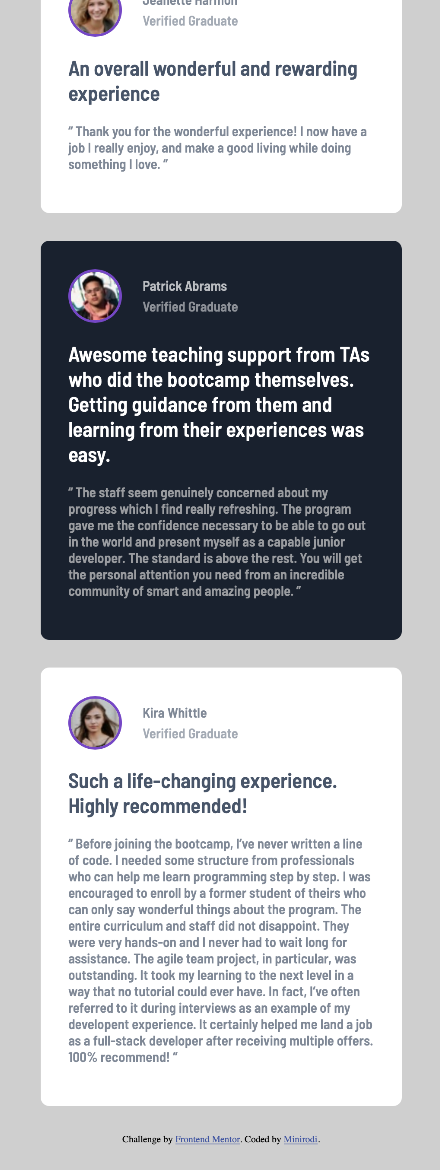 Jeanette Harmon
Verified Graduate
An overall wonderful and rewarding
experience
“ Thank you for the wonderful experience! I now have a
job I really enjoy, and make a good living while doing
something I love. ”
Patrick Abrams
Verified Graduate
Awesome teaching support from TAs
who did the bootcamp themselves.
Getting guidance from them and
learning from their experiences was
easy.
“ The staff seem genuinely concerned about my
progress which I find really refreshing. The program
gave me the confidence necessary to be able to go out
in the world and present myself as a capable junior
developer. The standard is above the rest. You will get
the personal attention you need from an incredible
community of smart and amazing people. ”
Kira Whittle
Verified Graduate
Such a life-changing experience.
Highly recommended!
“ Before joining the bootcamp, I’ve never written a line
of code. I needed some structure from professionals
who can help me learn programming step by step. I was
encouraged to enroll by a former student of theirs who
can only say wonderful things about the program. The
entire curriculum and staff did not disappoint. They
were very hands-on and I never had to wait long for
assistance. The agile team project, in particular, was
outstanding. It took my learning to the next level in a
way that no tutorial could ever have. In fact, I’ve often
referred to it during interviews as an example of my
developent experience. It certainly helped me land a job
as a full-stack developer after receiving multiple offers.
100% recommend! ”
Challenge by Frontend Mentor. Coded by Minirodi.